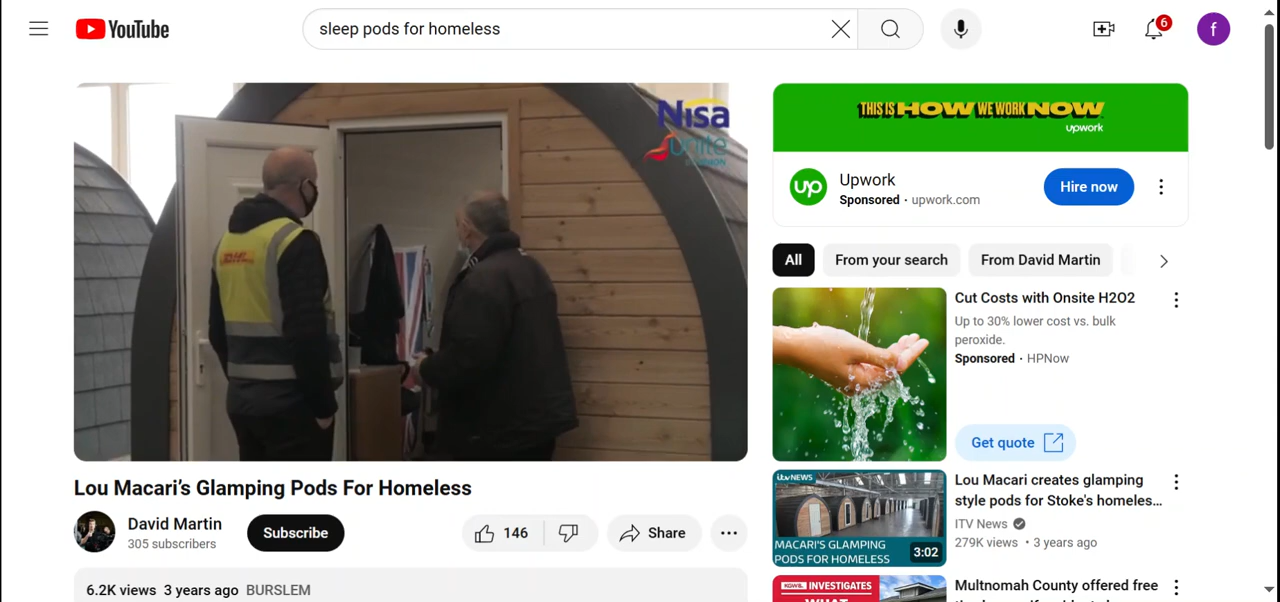 YouTube
sleep pods for homeless
6
f
Nisa
unite
THIS IS HOW WE WORK NOW
upwork
up
Upwork
Sponsored · upwork.com
Hire now
All
From your search
From David Martin
Cut Costs with Onsite H2O2
Up to 30% lower cost vs. bulk
peroxide.
Sponsored · HPNow
Get quote
Lou Macari’s Glamping Pods For Homeless
David Martin
305 subscribers
Subscribe
146
Share
6.2K views 3 years ago BURSLEM
itv NEWS
MACARI'S GLAMPING
PODS FOR HOMELESS
3:02
Lou Macari creates glamping
style pods for Stoke's homeles...
ITV News
279K views · 3 years ago
KGW8 INVESTIGATES
Multnomah County offered free